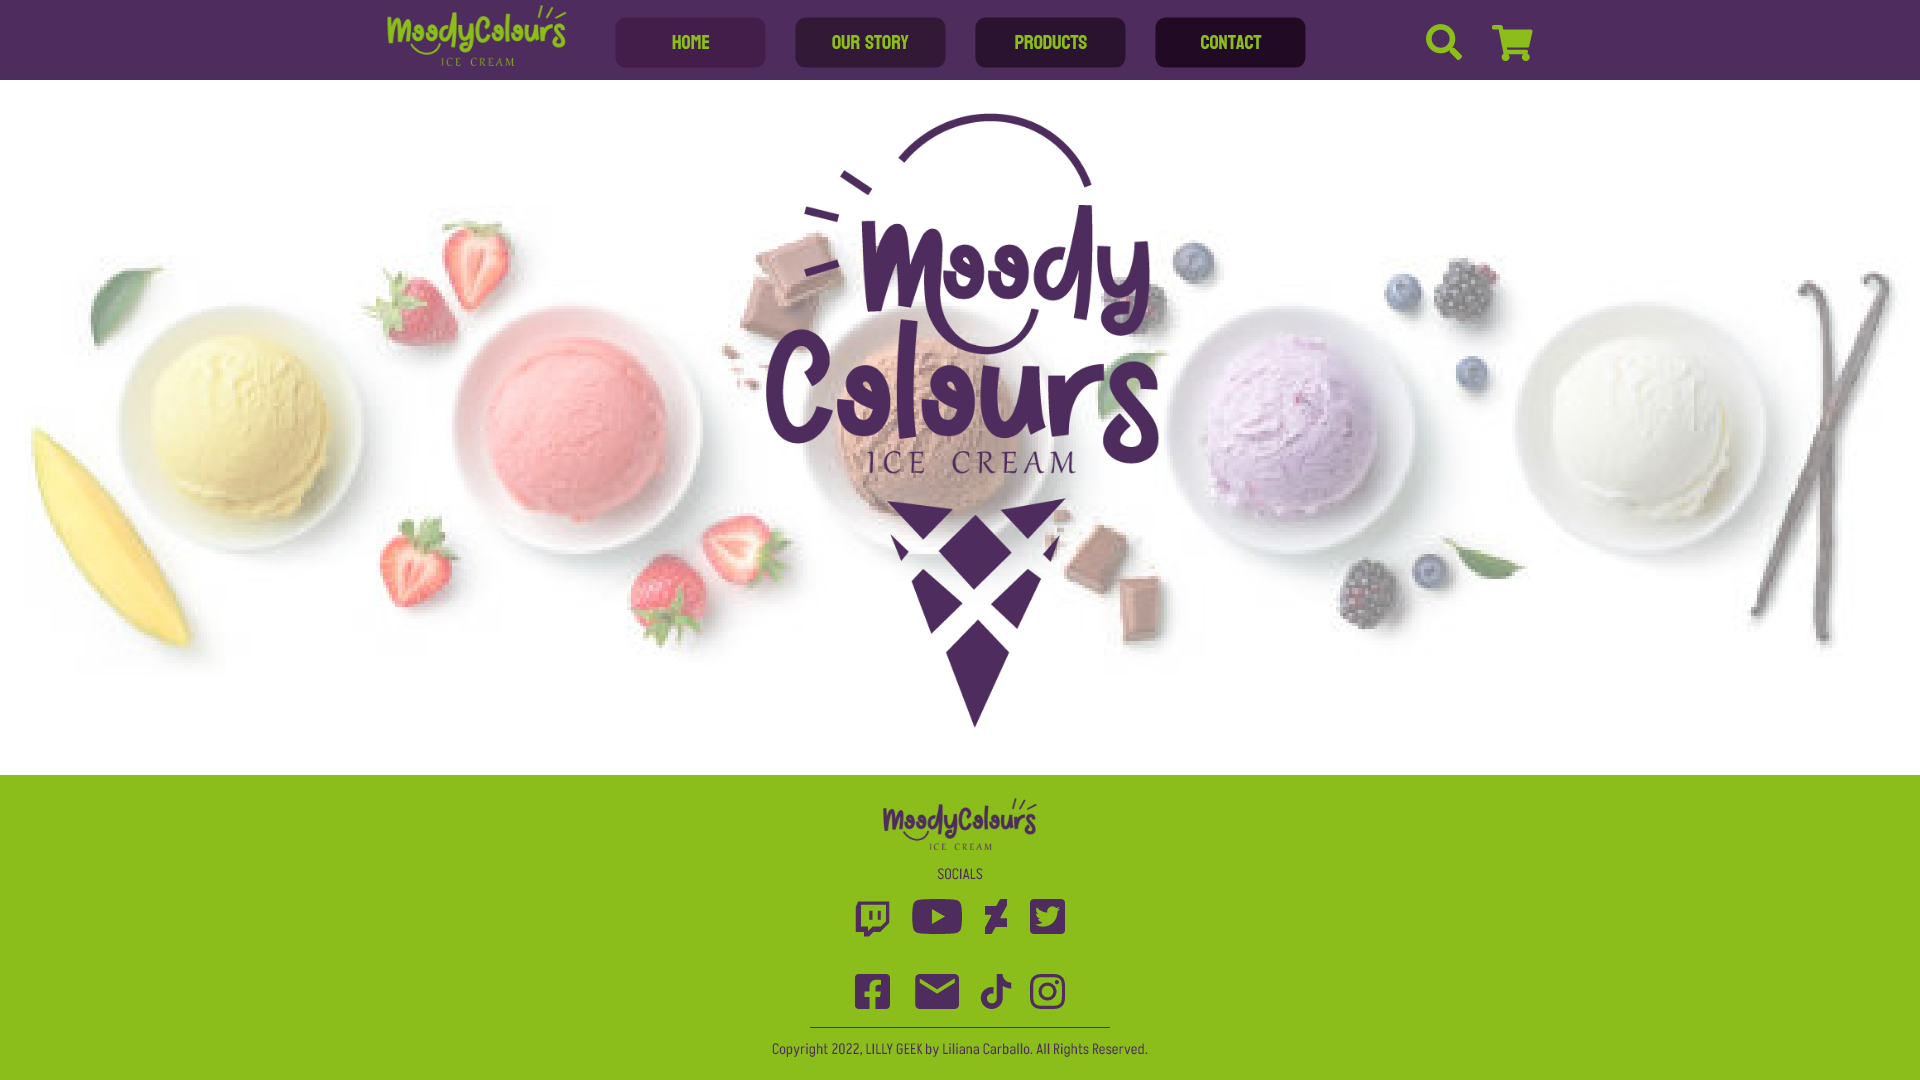 MoodyColours
ICE CREAM
HOME
OUR STORY
PRODUCTS
CONTACT
Moody
Colours
ICE CREAM
MoodyColours
ICE CREAM
SOCIALS
Copyright 2022, LILLY GEEK by Liliana Carballo. All Rights Reserved.